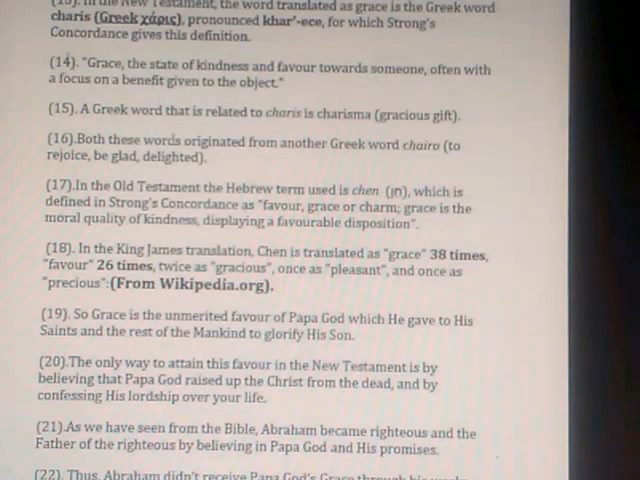 (13). In the New Testament, the word translated as grace is the Greek word
charis (Greek χάρις), pronounced khar'-ece, for which Strong's
Concordance gives this definition.
(14). "Grace, the state of kindness and favour towards someone, often with
a focus on a benefit given to the object."
(15). A Greek word that is related to charis is charisma (gracious gift).
(16).Both these words originated from another Greek word chairo (to
rejoice, be glad, delighted).
(17).In the Old Testament the Hebrew term used is chen (חן), which is
defined in Strong's Concordance as "favour, grace or charm; grace is the
moral quality of kindness, displaying a favourable disposition".
(18). In the King James translation, Chen is translated as "grace" 38 times,
"favour" 26 times, twice as "gracious", once as "pleasant", and once as
"precious":(From Wikipedia.org).
(19). So Grace is the unmerited favour of Papa God which He gave to His
Saints and the rest of the Mankind to glorify His Son.
(20).The only way to attain this favour in the New Testament is by
believing that Papa God raised up the Christ from the dead, and by
confessing His lordship over your life.
(21).As we have seen from the Bible, Abraham became righteous and the
Father of the righteous by believing in Papa God and His promises.
(22). Thus, Abraham didn't receive Papa God's Grace through his works